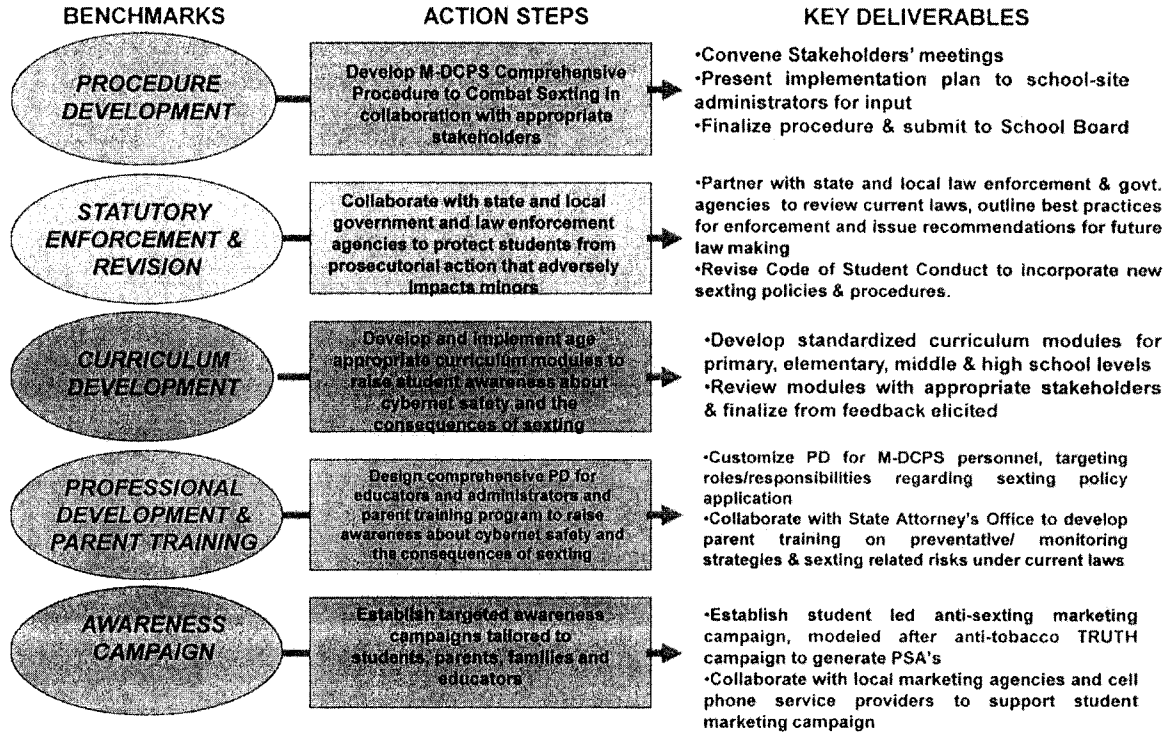 BENCHMARKS
ACTION STEPS
KEY DELIVERABLES
PROCEDURE
DEVELOPMENT
Develop M-DCPS Comprehensive
Procedure to Combat Sexting in
collaboration with appropriate
stakeholders
•Convene Stakeholders' meetings
•Present implementation plan to school-site
administrators for input
•Finalize procedure & submit to School Board
STATUTORY
ENFORCEMENT &
REVISION
Collaborate with state and local
government and law enforcement
agencies to protect students from
prosecutorial action that adversely
impacts minors
•Partner with state and local law enforcement & govt.
agencies to review current laws, outline best practices
for enforcement and issue recommendations for future
law making
•Revise Code of Student Conduct to incorporate new
sexting policies & procedures.
CURRICULUM
DEVELOPMENT
Develop and implement age
appropriate curriculum modules to
raise student awareness about
cybernet safety and the
consequences of sexting
•Develop standardized curriculum modules for
primary, elementary, middle & high school levels
•Review modules with appropriate stakeholders
& finalize from feedback elicited
PROFESSIONAL
DEVELOPMENT &
PARENT TRAINING
Design comprehensive PD for
educators and administrators and
parent training program to raise
awareness about cybernet safety and
the consequences of sexting
•Customize PD for M-DCPS personnel, targeting
roles/responsibilities regarding sexting policy
application
•Collaborate with State Attorney's Office to develop
parent training on preventative/ monitoring
strategies & sexting related risks under current laws
AWARENESS
CAMPAIGN
Establish targeted awareness
campaigns tailored to
students, parents, families and
educators
•Establish student led anti-sexting marketing
campaign, modeled after anti-tobacco TRUTH
campaign to generate PSA's
•Collaborate with local marketing agencies and cell
phone service providers to support student
marketing campaign